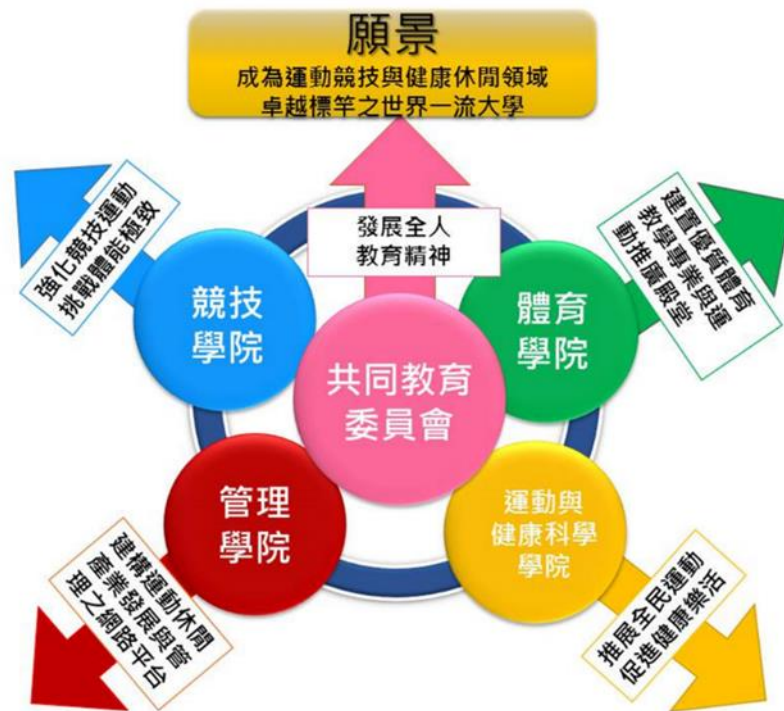 願景
成為運動競技與健康休閒領域
卓越標竿之世界一流大學
發展全人
教育精神
強化競技運動
挑戰體能極致
建置優質體育
教學專業與運
動推廣殿堂
競技
學院
體育
學院
共同教育
委員會
管理
學院
運動與
健康科學
學院
建構運動休閒
產業發展與管
理之網路平台
推展全民運動
促進健康樂活